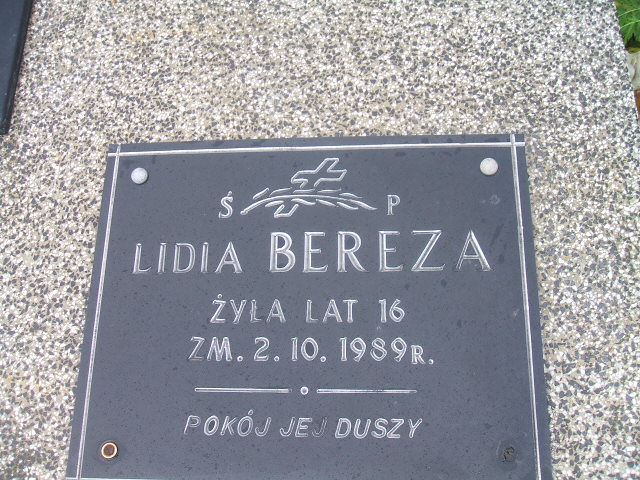 Ś P
LIDIA BEREZA
ŻYŁA LAT 16
ZM. 2.10.1989R.
POKÓJ JEJ DUSZY